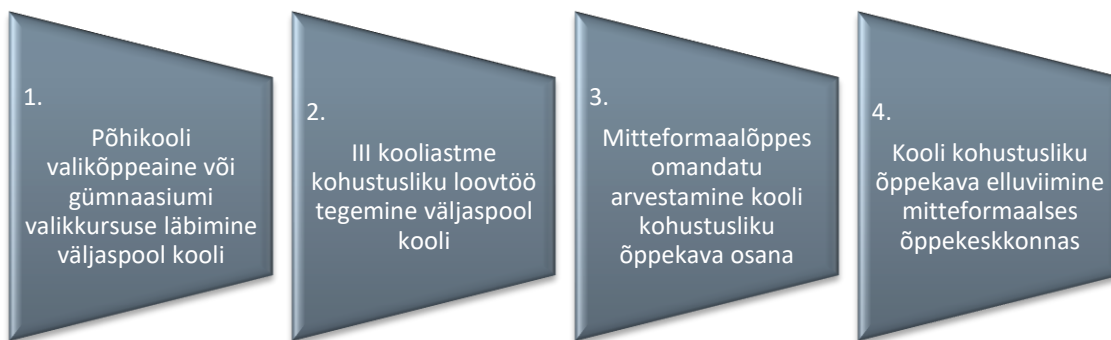 1.
Põhikooli
valikõppeaine või
gümnaasiumi
valikkursuse läbimine
väljaspool kooli
2.
III kooliastme
kohustusliku loovtöö
tegemine väljaspool
kooli
3.
Mitteformaalõppes
omandatu
arvestamine kooli
kohustusliku
õppekava osana
4.
Kooli kohustusliku
õppekava elluviimine
mitteformaalses
õppekeskkonnas